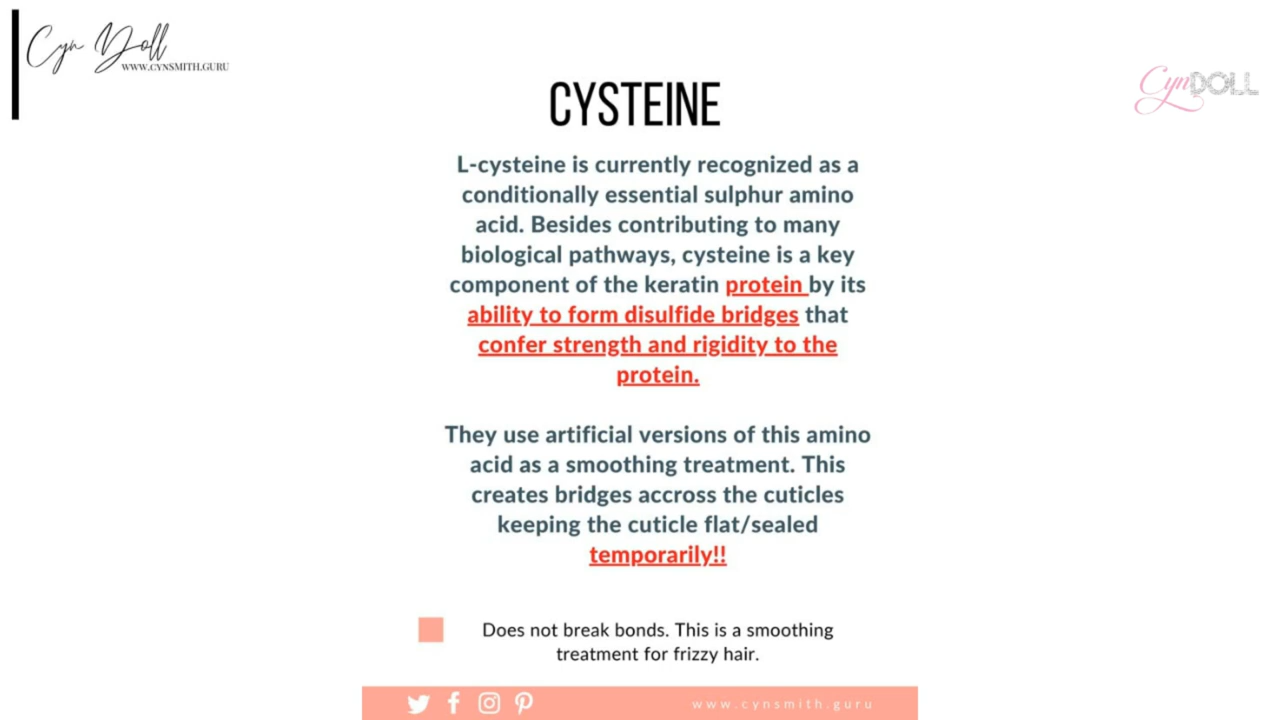 Cyn Doll
WWW.CYNSMITH.GURU
CynDOLL
CYSTEINE
L-cysteine is currently recognized as a
conditionally essential sulphur amino
acid. Besides contributing to many
biological pathways, cysteine is a key
component of the keratin protein by its
ability to form disulfide bridges that
confer strength and rigidity to the
protein.
They use artificial versions of this amino
acid as a smoothing treatment. This
creates bridges accross the cuticles
keeping the cuticle flat/sealed
temporarily!!
Does not break bonds. This is a smoothing
treatment for frizzy hair.
www.cynsmith.guru